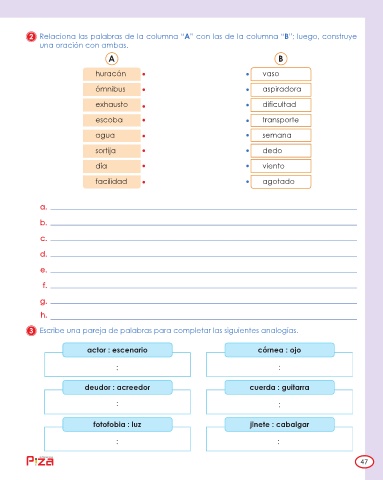 2 Relaciona las palabras de la columna "A" con las de la columna "B"; luego, construye
una oración con ambas.
A B
huracán vaso
ómnibus aspiradora
exhausto dificultad
escoba transporte
agua semana
sortija dedo
día viento
facilidad agotado
a.
b.
c.
d.
e.
f.
g.
h.
3 Escribe una pareja de palabras para completar las siguientes analogías.
actor : escenario córnea : ojo
: :
deudor : acreedor cuerda : guitarra
: :
fotofobia : luz jinete : cabalgar
: :
Piza 47